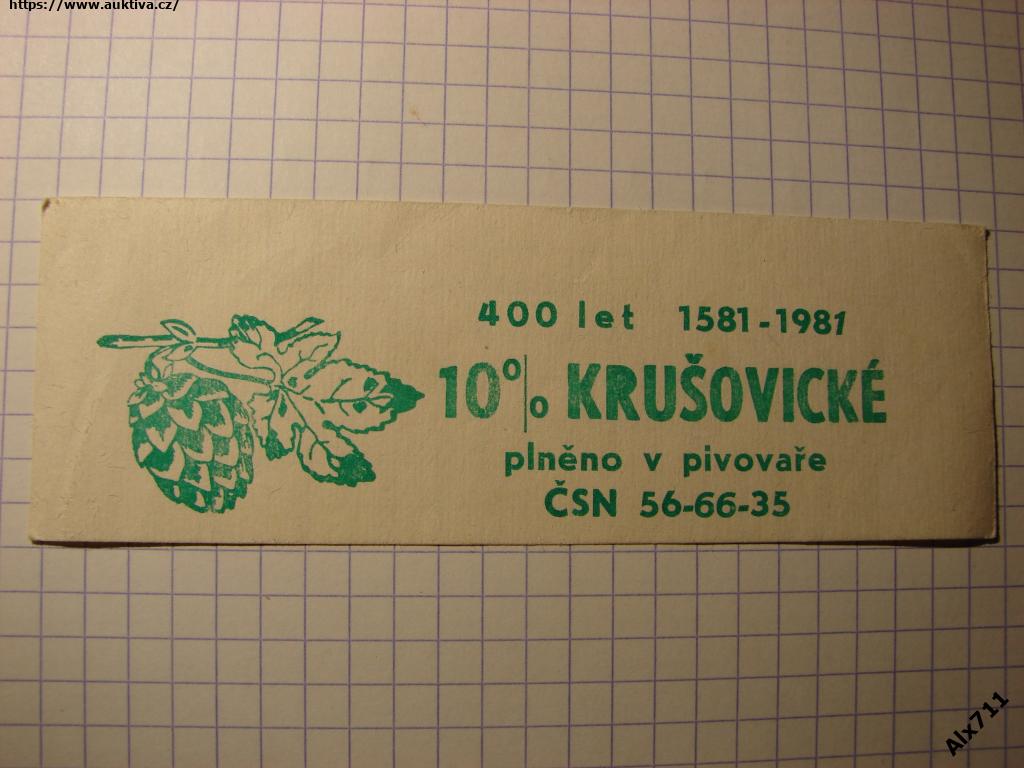 https://www.auktiva.cz/
400 let 1581-1981
10% KRUŠOVICKÉ
plněno v pivovaře
ČSN 56-66-35
Alx711